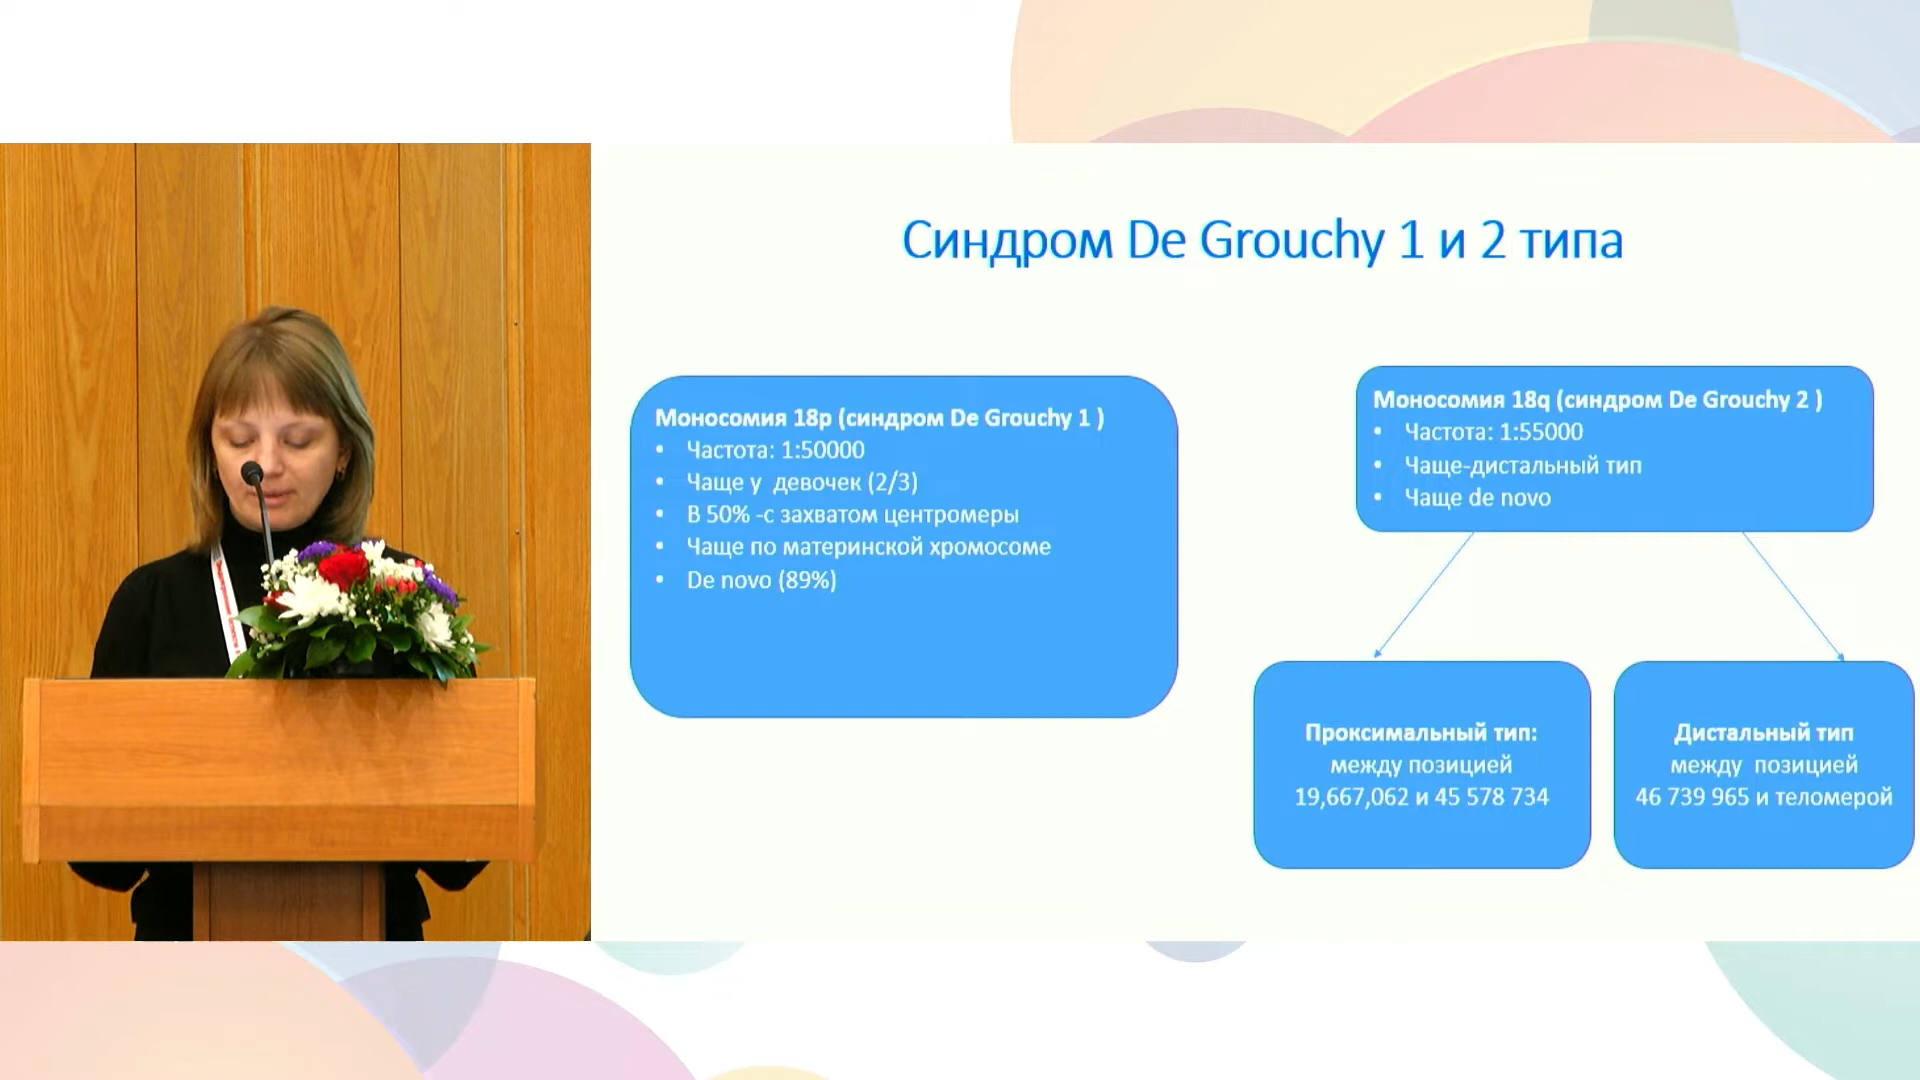 Синдром De Grouchy 1 и 2 типа
Моносомия 18p (синдром De Grouchy 1 )
• Частота: 1:50000
• Чаще у девочек (2/3)
• В 50% -с захватом центромеры
• Чаще по материнской хромосоме
• De novo (89%)
Моносомия 18q (синдром De Grouchy 2 )
• Частота: 1:55000
• Чаще-дистальный тип
• Чаще de novo
Проксимальный тип:
между позицией
19,667,062 и 45 578 734
Дистальный тип
между позицией
46 739 965 и теломерой